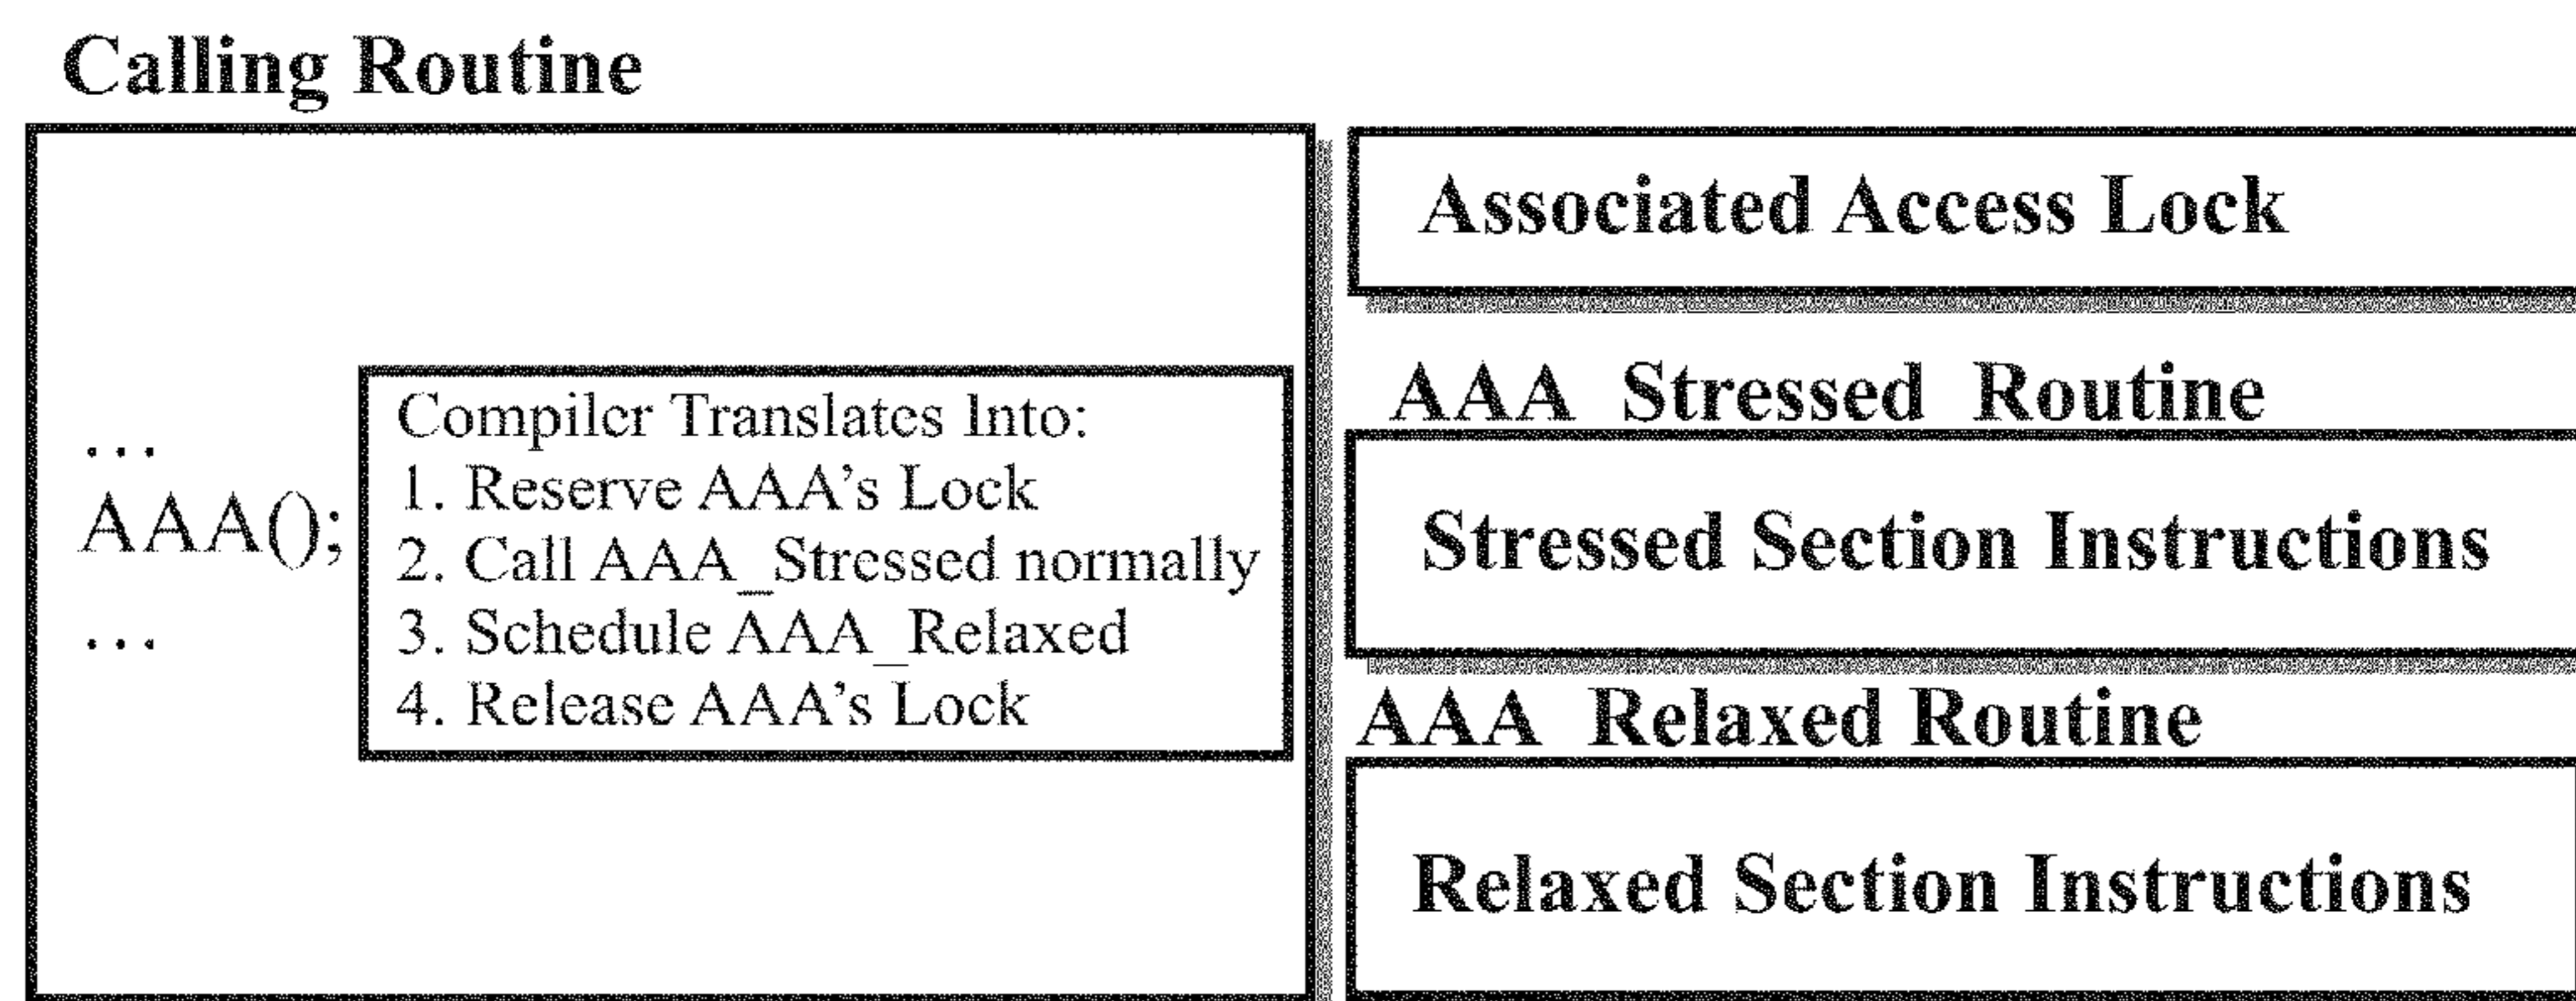 Calling Routine
...
AAA();
...
Compiler Translates Into:
1. Reserve AAA's Lock
2. Call AAA_Stressed normally
3. Schedule AAA_Relaxed
4. Release AAA's Lock
Associated Access Lock
AAA Stressed Routine
Stressed Section Instructions
AAA Relaxed Routine
Relaxed Section Instructions